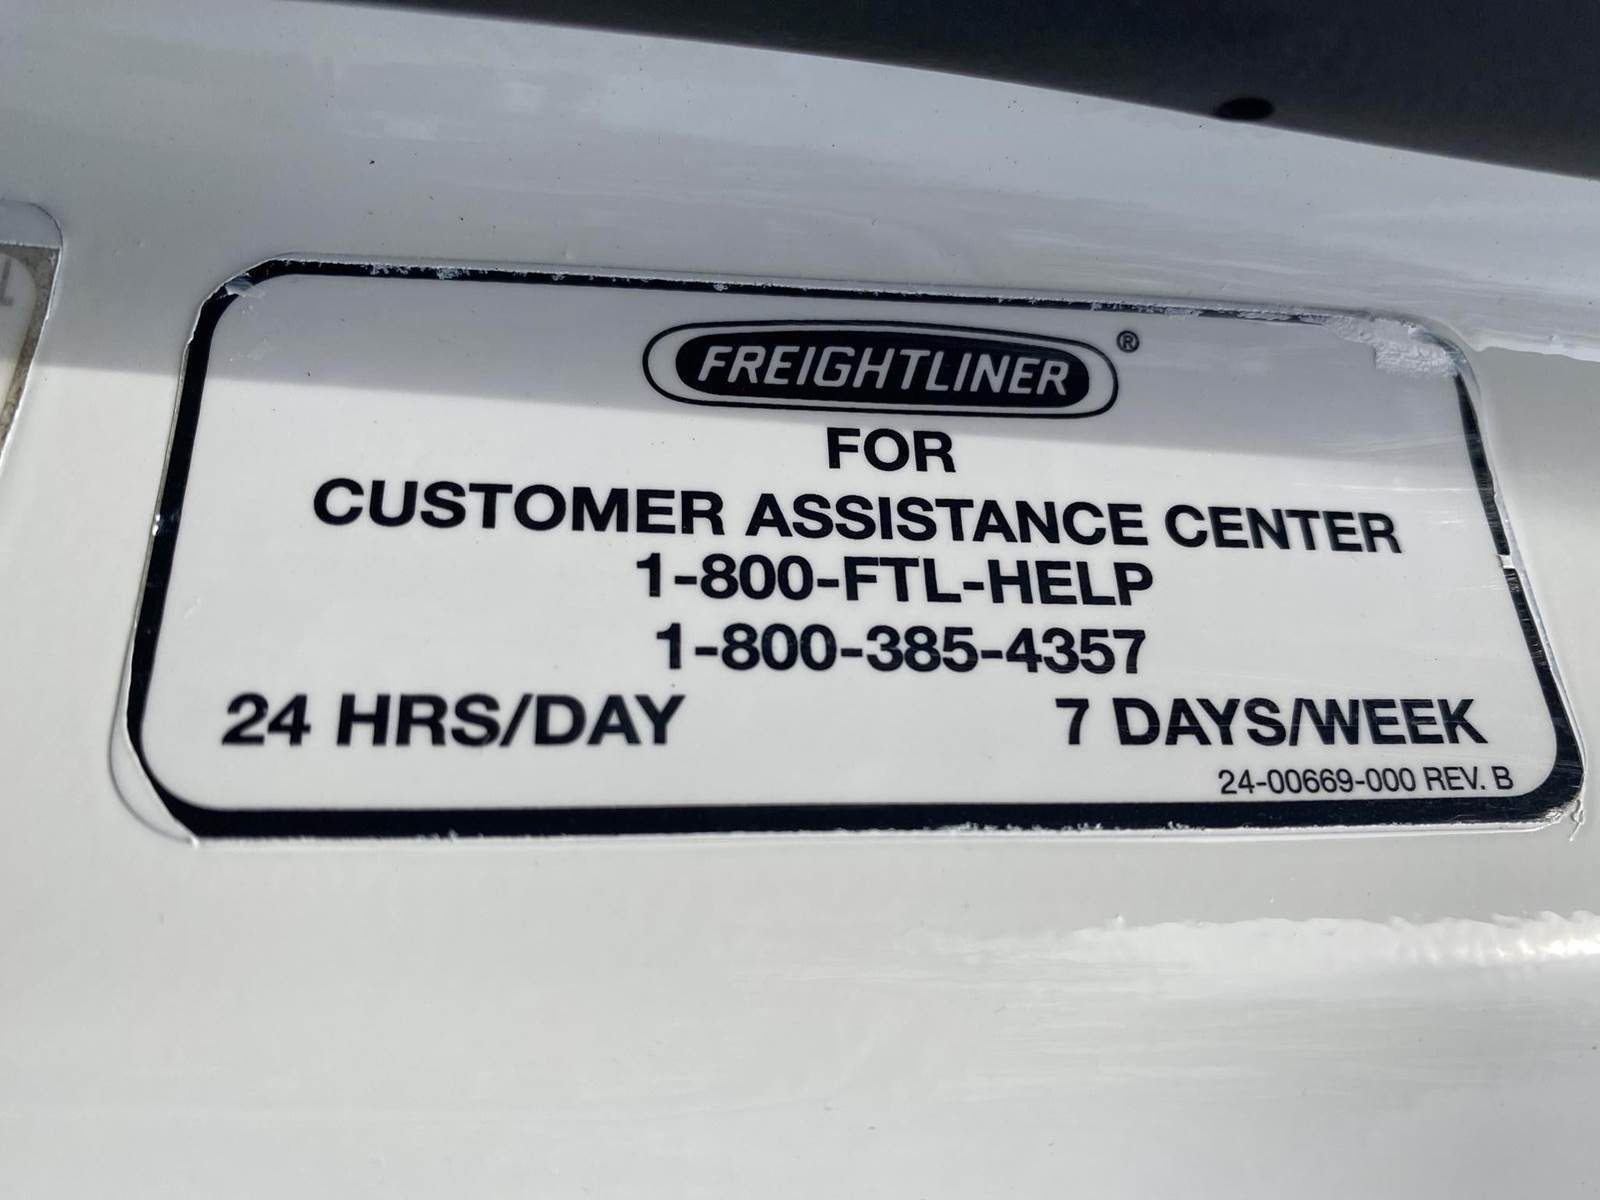 FREIGHTLINER®
FOR
CUSTOMER ASSISTANCE CENTER
1-800-FTL-HELP
1-800-385-4357
24 HRS/DAY 7 DAYS/WEEK
24-00669-000 REV. B